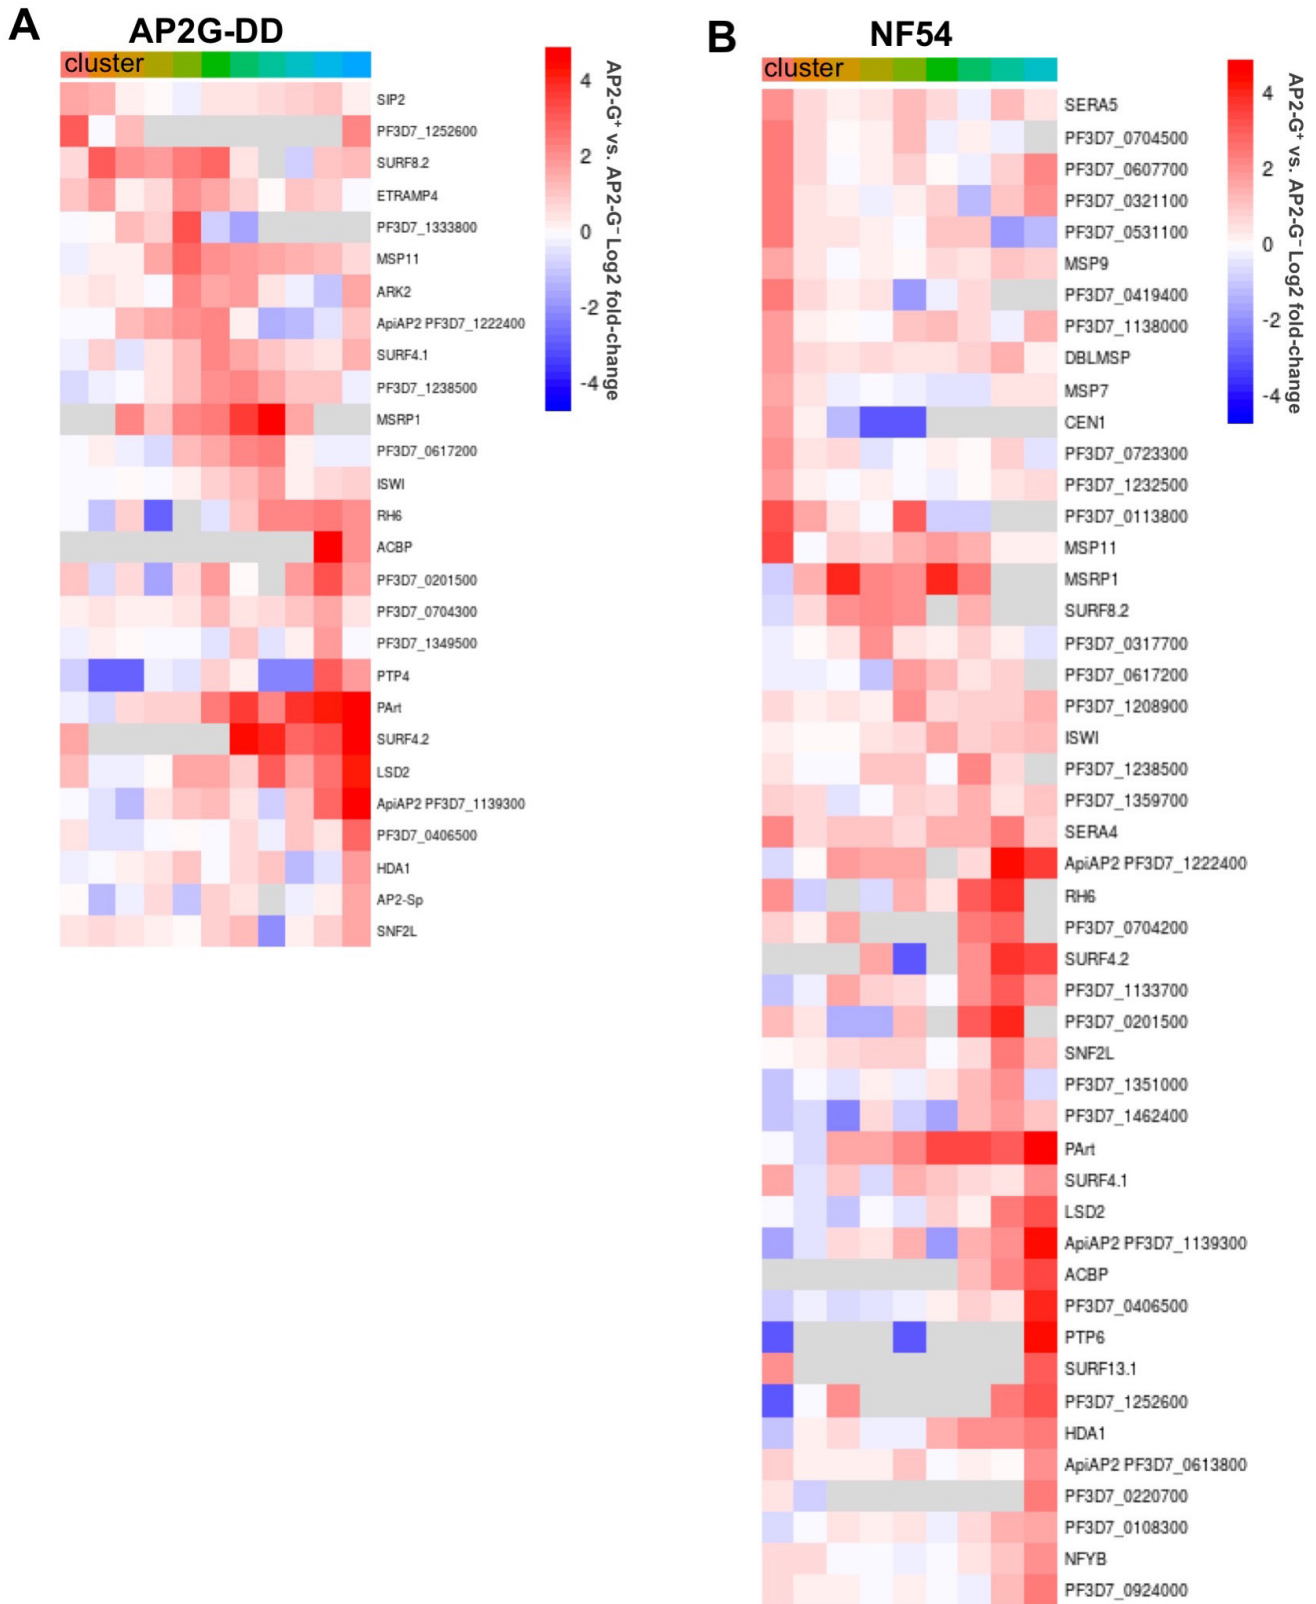 A
AP2G-DD
cluster
SIP2
PF3D7_1252600
SURF8.2
ETRAMP4
PF3D7_1333800
MSP11
ARK2
ApiAP2 PF3D7_1222400
SURF4.1
PF3D7_1238500
MSRP1
PF3D7_0617200
ISWI
RH6
ACBP
PF3D7_0201500
PF3D7_0704300
PF3D7_1349500
PTP4
PArt
SURF4.2
LSD2
ApiAP2 PF3D7_1139300
PF3D7_0406500
HDA1
AP2-Sp
SNF2L
4
2
0
-2
-4
AP2-G⁺ vs. AP2-G⁻ Log2 fold-change
B
NF54
cluster
SERA5
PF3D7_0704500
PF3D7_0607700
PF3D7_0321100
PF3D7_0531100
MSP9
PF3D7_0419400
PF3D7_1138000
DBLMSP
MSP7
CEN1
PF3D7_0723300
PF3D7_1232500
PF3D7_0113800
MSP11
MSRP1
SURF8.2
PF3D7_0317700
PF3D7_0617200
PF3D7_1208900
ISWI
PF3D7_1238500
PF3D7_1359700
SERA4
ApiAP2 PF3D7_1222400
RH6
PF3D7_0704200
SURF4.2
PF3D7_1133700
PF3D7_0201500
SNF2L
PF3D7_1351000
PF3D7_1462400
PArt
SURF4.1
LSD2
ApiAP2 PF3D7_1139300
ACBP
PF3D7_0406500
PTP6
SURF13.1
PF3D7_1252600
HDA1
ApiAP2 PF3D7_0613800
PF3D7_0220700
PF3D7_0108300
NFYB
PF3D7_0924000
4
2
0
-2
-4
AP2-G⁺ vs. AP2-G⁻ Log2 fold-change